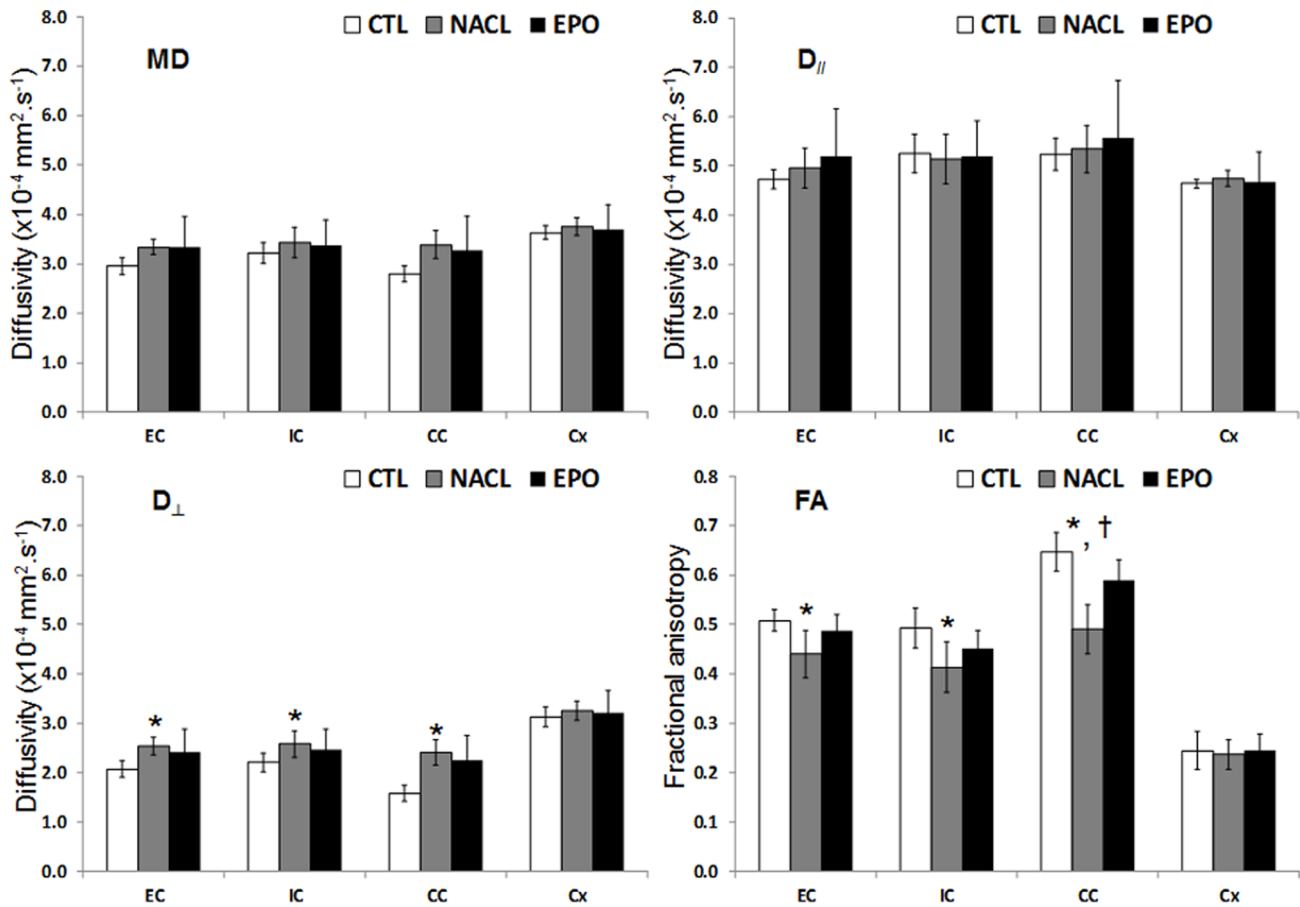 CTL NACL EPO
MD
Diffusivity (x10⁻⁴ mm².s⁻¹)
8.0
7.0
6.0
5.0
4.0
3.0
2.0
1.0
0.0
EC IC CC Cx
CTL NACL EPO
D//
Diffusivity (x10⁻⁴ mm².s⁻¹)
8.0
7.0
6.0
5.0
4.0
3.0
2.0
1.0
0.0
EC IC CC Cx
CTL NACL EPO
D⊥
Diffusivity (x10⁻⁴ mm².s⁻¹)
8.0
7.0
6.0
5.0
4.0
3.0
2.0
1.0
0.0
* * *
EC IC CC Cx
CTL NACL EPO
FA
Fractional anisotropy
0.8
0.7
0.6
0.5
0.4
0.3
0.2
0.1
0.0
* * *, †
EC IC CC Cx